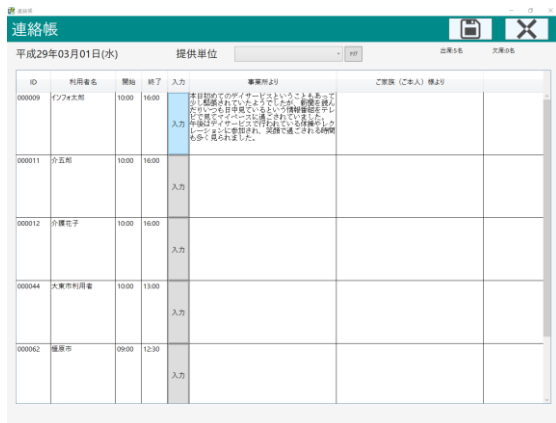 連絡帳
連絡帳
平成29年03月01日(水) 提供単位 ｸﾘｱ 出席5名 欠席0名
ID 利用者名 開始 終了 入力 事業所より ご家族（ご本人）様より
000009 インフォ太郎 10:00 16:00 入力
本日初めてのデイサービスということもあって
少し緊張されていたようでしたが、新聞を読ん
だりいつも日中見ているという情報番組をテレ
ビで見てマイペースに過ごされていました。
午後はデイサービスで行われている体操やレク
レーションに参加され、笑顔で過ごされる時間
も多く見られました。
000011 介五郎 10:00 16:00 入力
000012 介護花子 10:00 16:00 入力
000044 大東市利用者 10:00 13:00 入力
000062 橿原市 09:00 12:30 入力